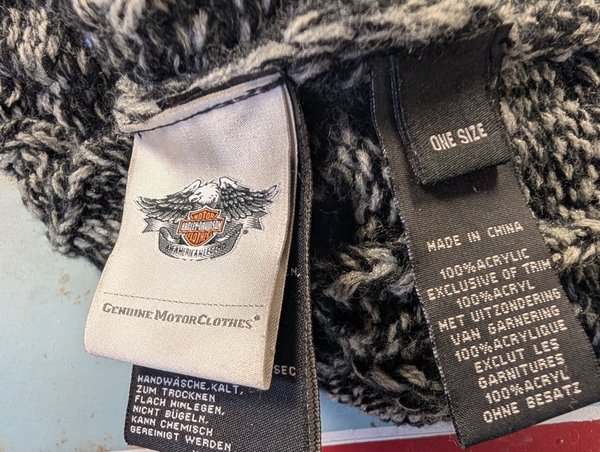 MOTOR
HARLEY-DAVIDSON
CLOTHES
AN AMERICAN LEGEND
GENUINE MOTORCLOTHES®
SEC
HANDWÄSCHE, KALT,
ZUM TROCKNEN
FLACH HINLEGEN,
NICHT BÜGELN,
KANN CHEMISCH
GEREINIGT WERDEN
ONE SIZE
MADE IN CHINA
100% ACRYLIC
EXCLUSIVE OF TRIM
100% ACRYL
MET UITZONDERING
VAN GARNERING
100% ACRYLIQUE
EXCLUT LES
GARNITURES
100% ACRYL
OHNE BESATZ